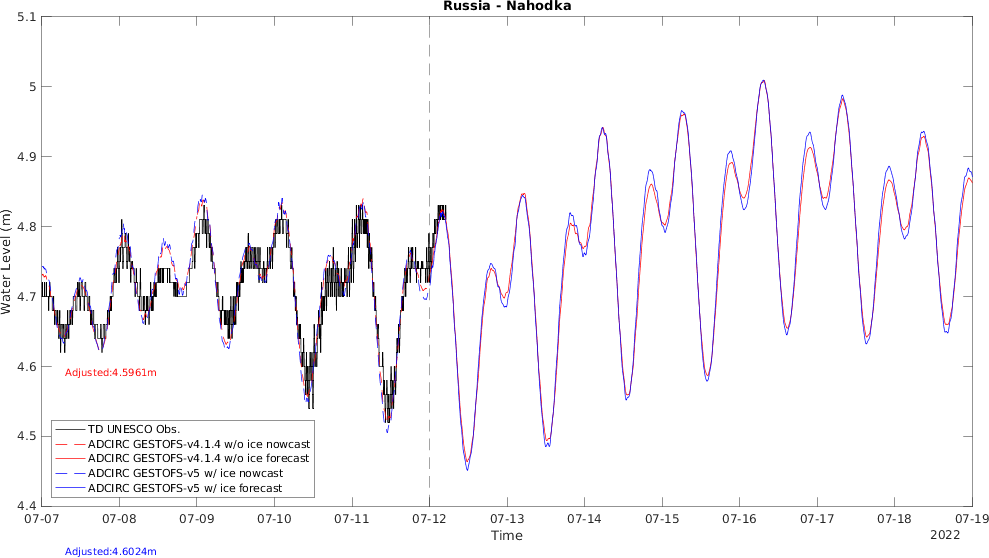 Russia - Nahodka
5.1
5
4.9
4.8
4.7
4.6
4.5
4.4
Water Level (m)
Adjusted:4.5961m
TD UNESCO Obs.
ADCIRC GESTOFS-v4.1.4 w/o ice nowcast
ADCIRC GESTOFS-v4.1.4 w/o ice forecast
ADCIRC GESTOFS-v5 w/ ice nowcast
ADCIRC GESTOFS-v5 w/ ice forecast
07-07 07-08 07-09 07-10 07-11 07-12 07-13 07-14 07-15 07-16 07-17 07-18 07-19
Time
2022
Adjusted:4.6024m